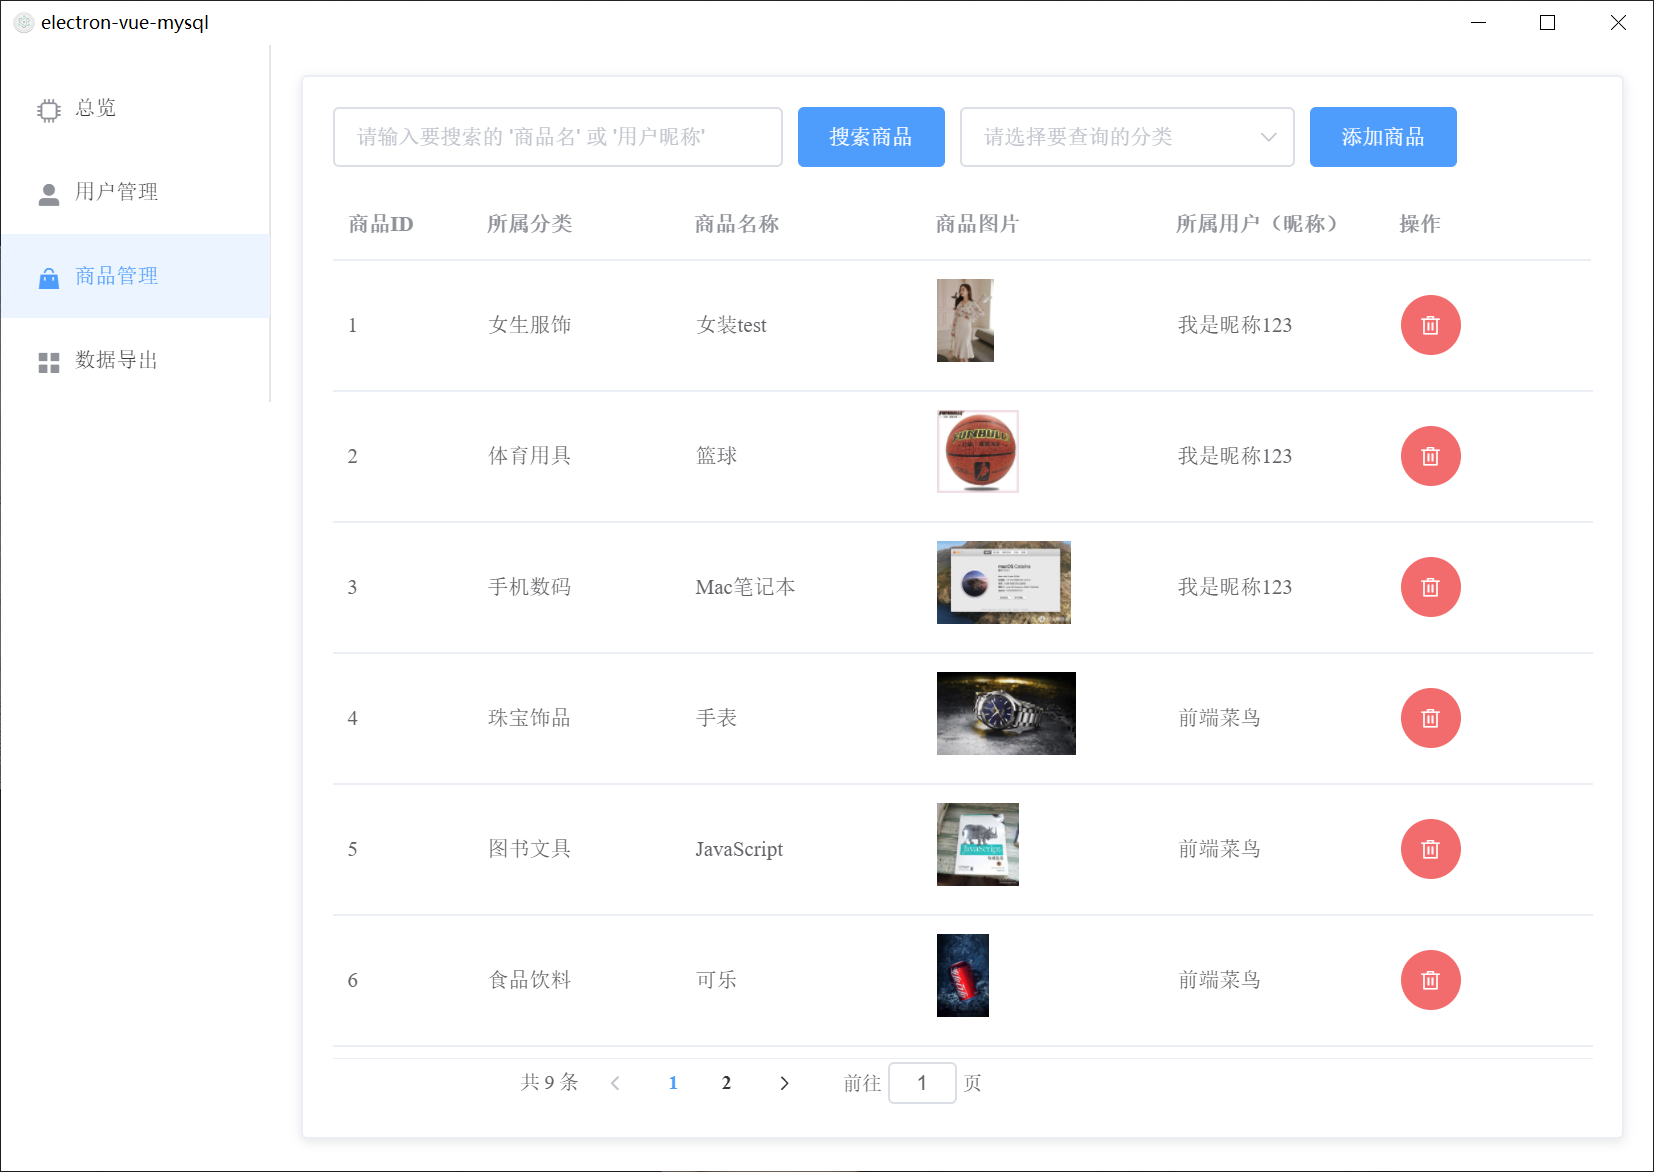 electron-vue-mysql
总览
用户管理
商品管理
数据导出
请输入要搜索的 '商品名' 或 '用户昵称'
搜索商品
请选择要查询的分类
添加商品
商品ID 所属分类 商品名称 商品图片 所属用户（昵称） 操作
1 女生服饰 女装test 我是昵称123
2 体育用具 篮球 我是昵称123
3 手机数码 Mac笔记本 我是昵称123
macOS Catalina
4 珠宝饰品 手表 前端菜鸟
5 图书文具 JavaScript 前端菜鸟
JavaScript
6 食品饮料 可乐 前端菜鸟
共 9 条 1 2 前往 1 页